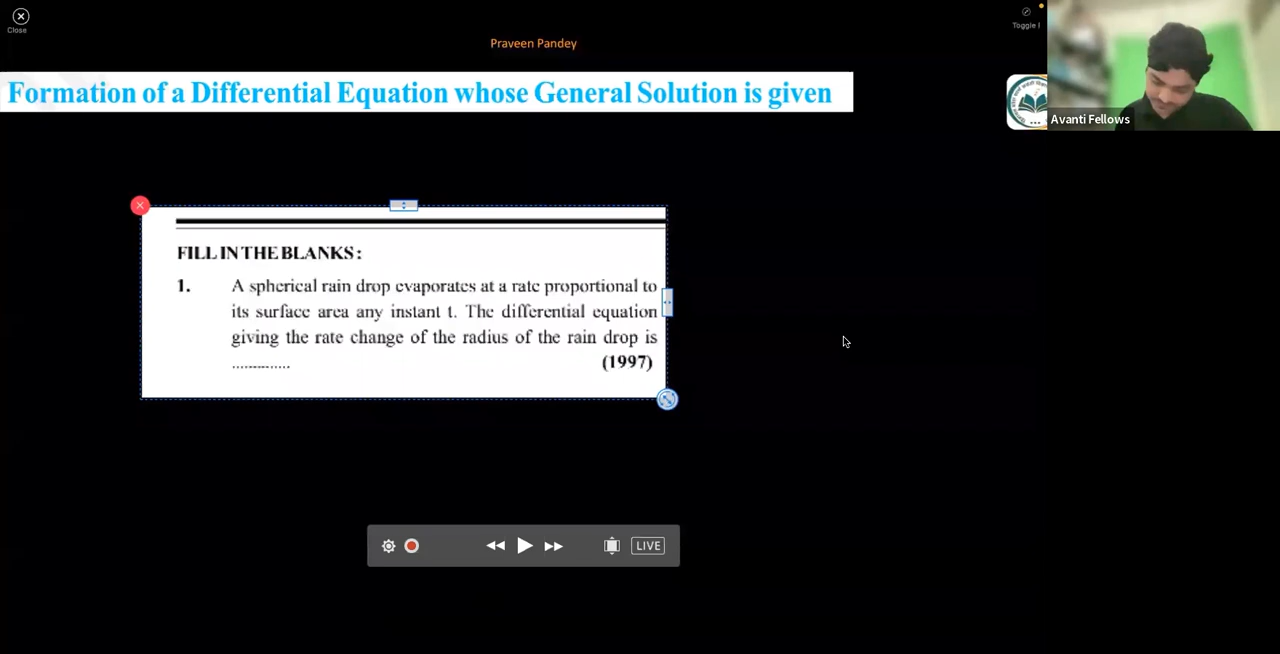 Close
Praveen Pandey
Toggle !
Formation of a Differential Equation whose General Solution is given
Avanti Fellows
FILL IN THE BLANKS :
1. A spherical rain drop evaporates at a rate proportional to
its surface area any instant t. The differential equation
giving the rate change of the radius of the rain drop is
.............. (1997)
LIVE